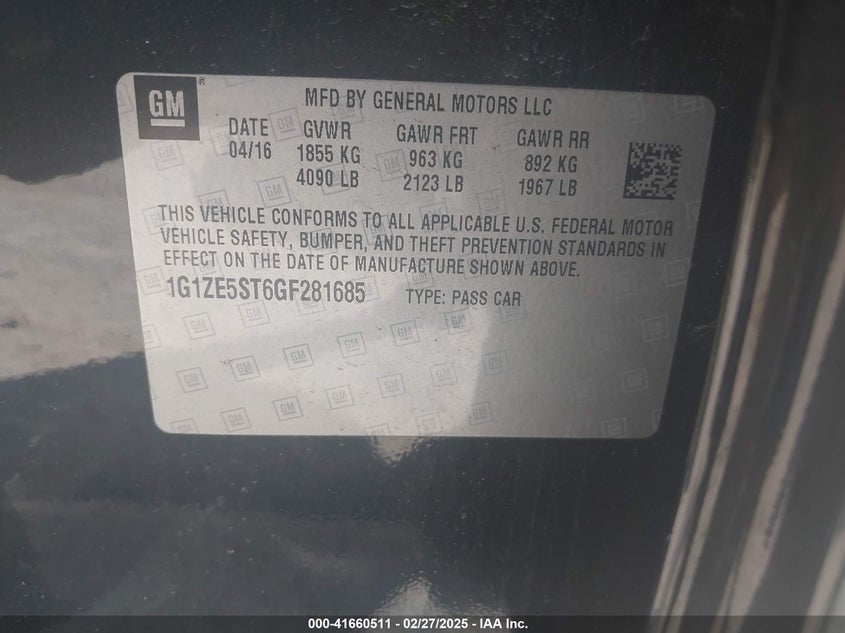 GM ® MFD BY GENERAL MOTORS LLC
DATE GVWR GAWR FRT GAWR RR
04/16 1855 KG 963 KG 892 KG
4090 LB 2123 LB 1967 LB
THIS VEHICLE CONFORMS TO ALL APPLICABLE U.S. FEDERAL MOTOR
VEHICLE SAFETY, BUMPER, AND THEFT PREVENTION STANDARDS IN
EFFECT ON THE DATE OF MANUFACTURE SHOWN ABOVE.
1G1ZE5ST6GF281685 TYPE: PASS CAR
000-41660511 – 02/27/2025 – IAA Inc.